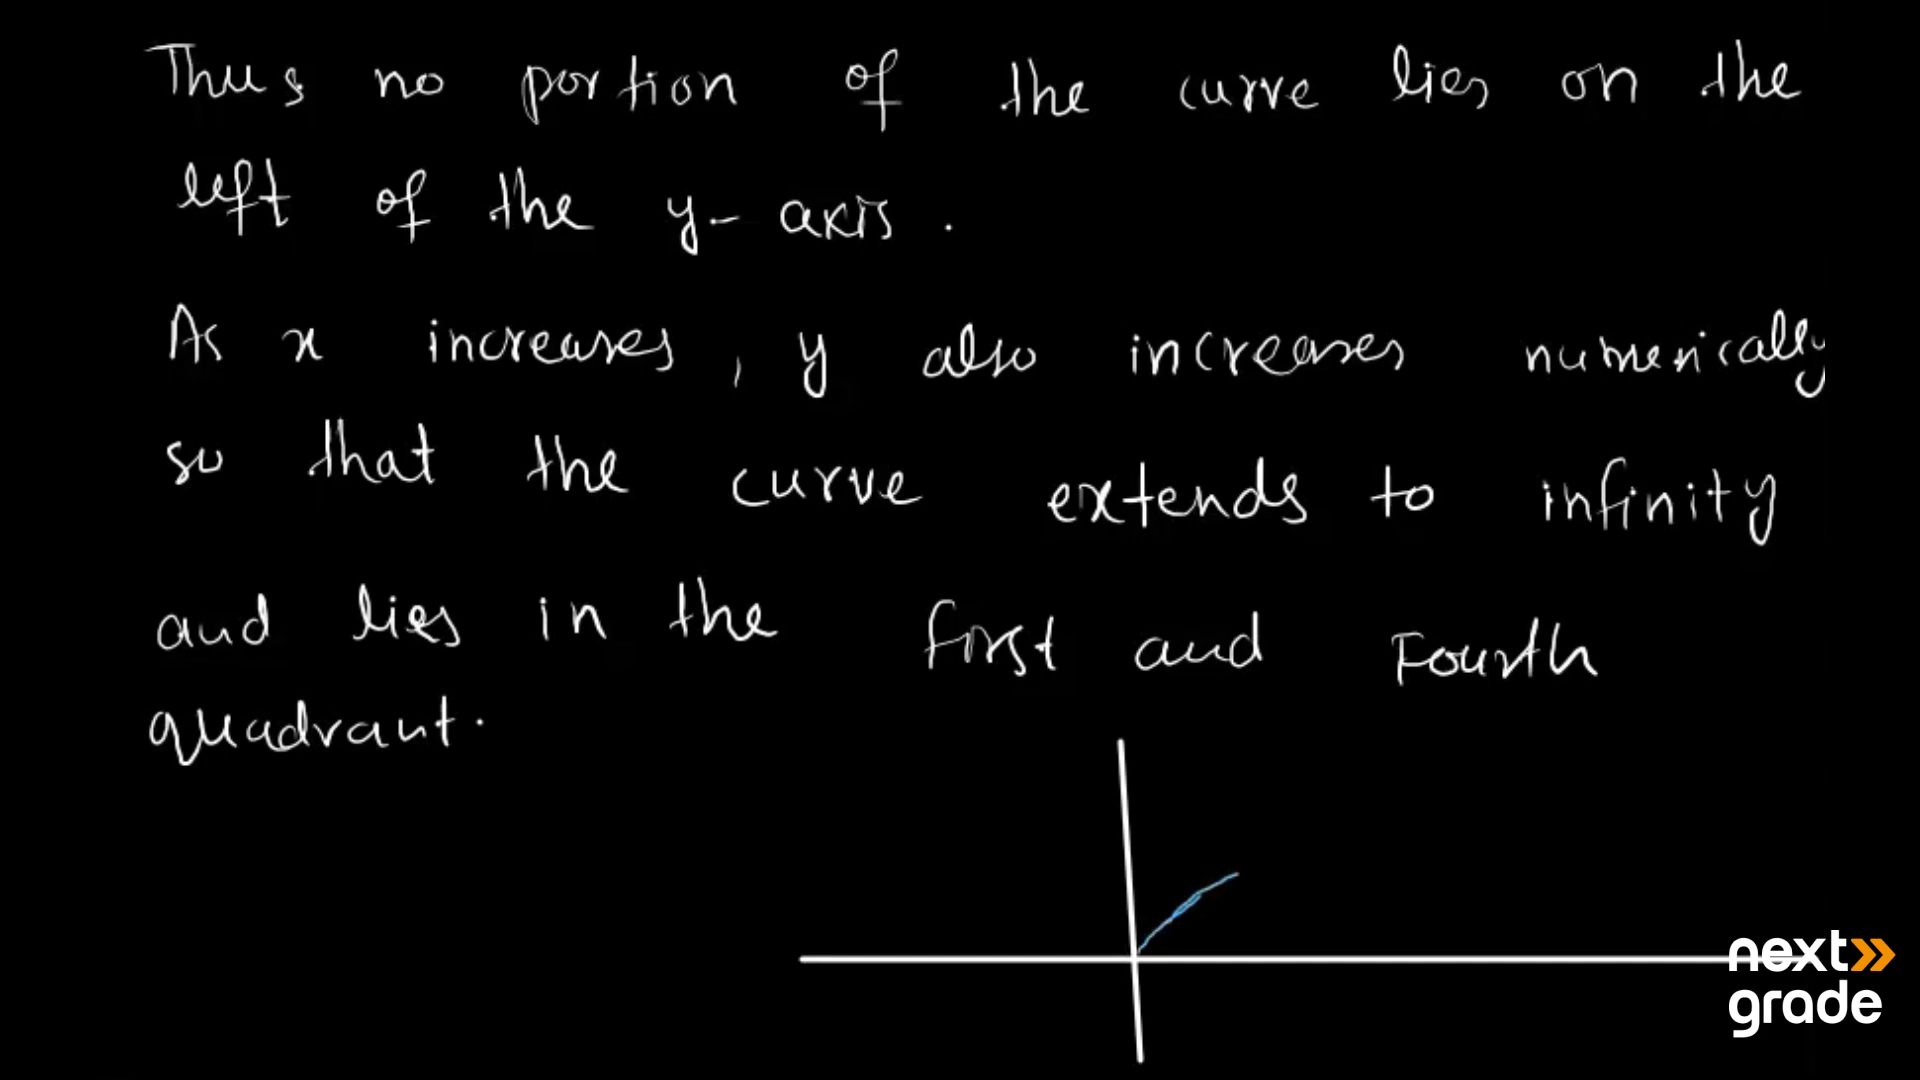 Thus no portion of the curve lies on the
left of the y-axis.
As x increases, y also increases numerically
so that the curve extends to infinity
and lies in the first and Fourth
quadrant.
next
grade